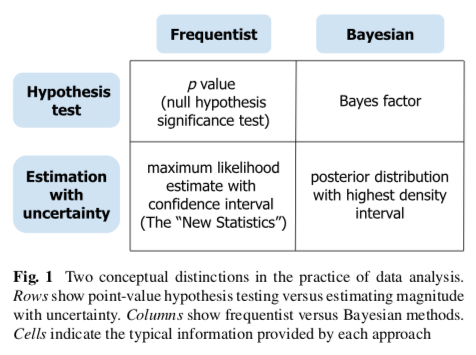 Frequentist
Bayesian
Hypothesis
test
p value
(null hypothesis
significance test)
Bayes factor
Estimation
with
uncertainty
maximum likelihood
estimate with
confidence interval
(The “New Statistics”)
posterior distribution
with highest density
interval
Fig. 1 Two conceptual distinctions in the practice of data analysis.
Rows show point-value hypothesis testing versus estimating magnitude
with uncertainty. Columns show frequentist versus Bayesian methods.
Cells indicate the typical information provided by each approach